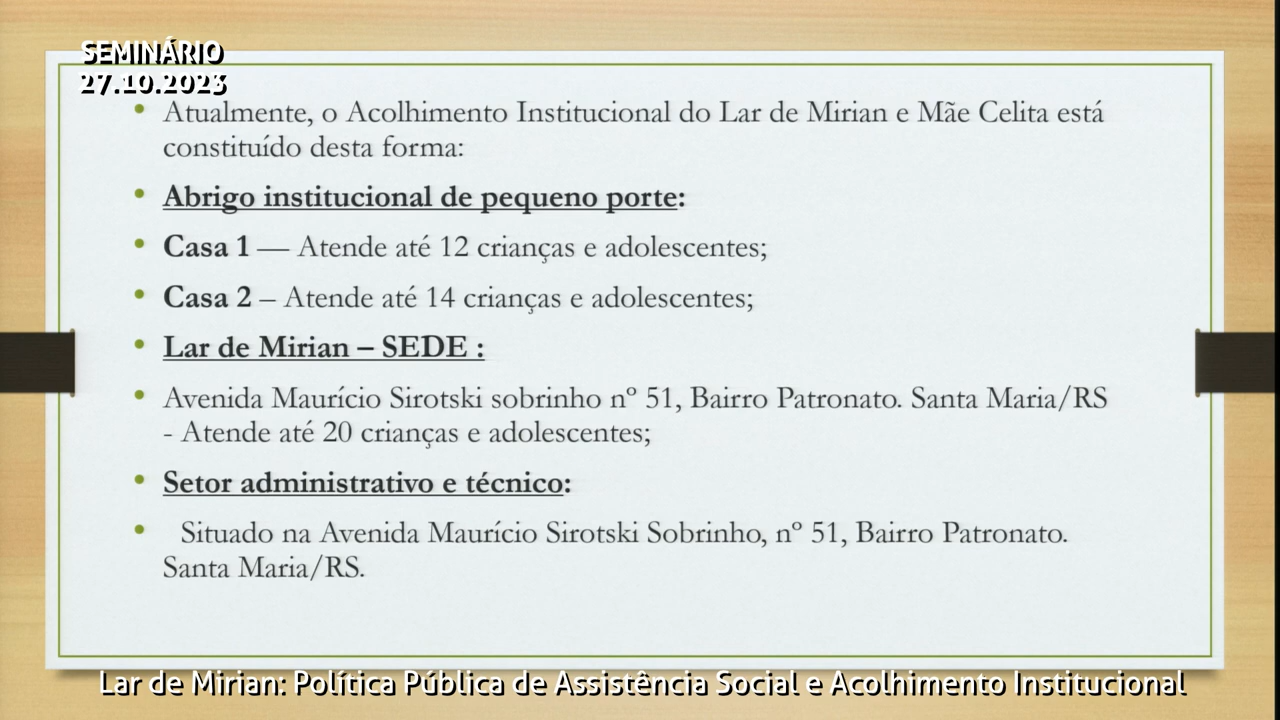 SEMINÁRIO
27.10.2023
• Atualmente, o Acolhimento Institucional do Lar de Mirian e Mãe Celita está
constituído desta forma:
• Abrigo institucional de pequeno porte:
• Casa 1 — Atende até 12 crianças e adolescentes;
• Casa 2 – Atende até 14 crianças e adolescentes;
• Lar de Mirian – SEDE :
• Avenida Maurício Sirotski sobrinho nº 51, Bairro Patronato. Santa Maria/RS
- Atende até 20 crianças e adolescentes;
• Setor administrativo e técnico:
• Situado na Avenida Maurício Sirotski Sobrinho, nº 51, Bairro Patronato.
Santa Maria/RS.
Lar de Mirian: Política Pública de Assistência Social e Acolhimento Institucional